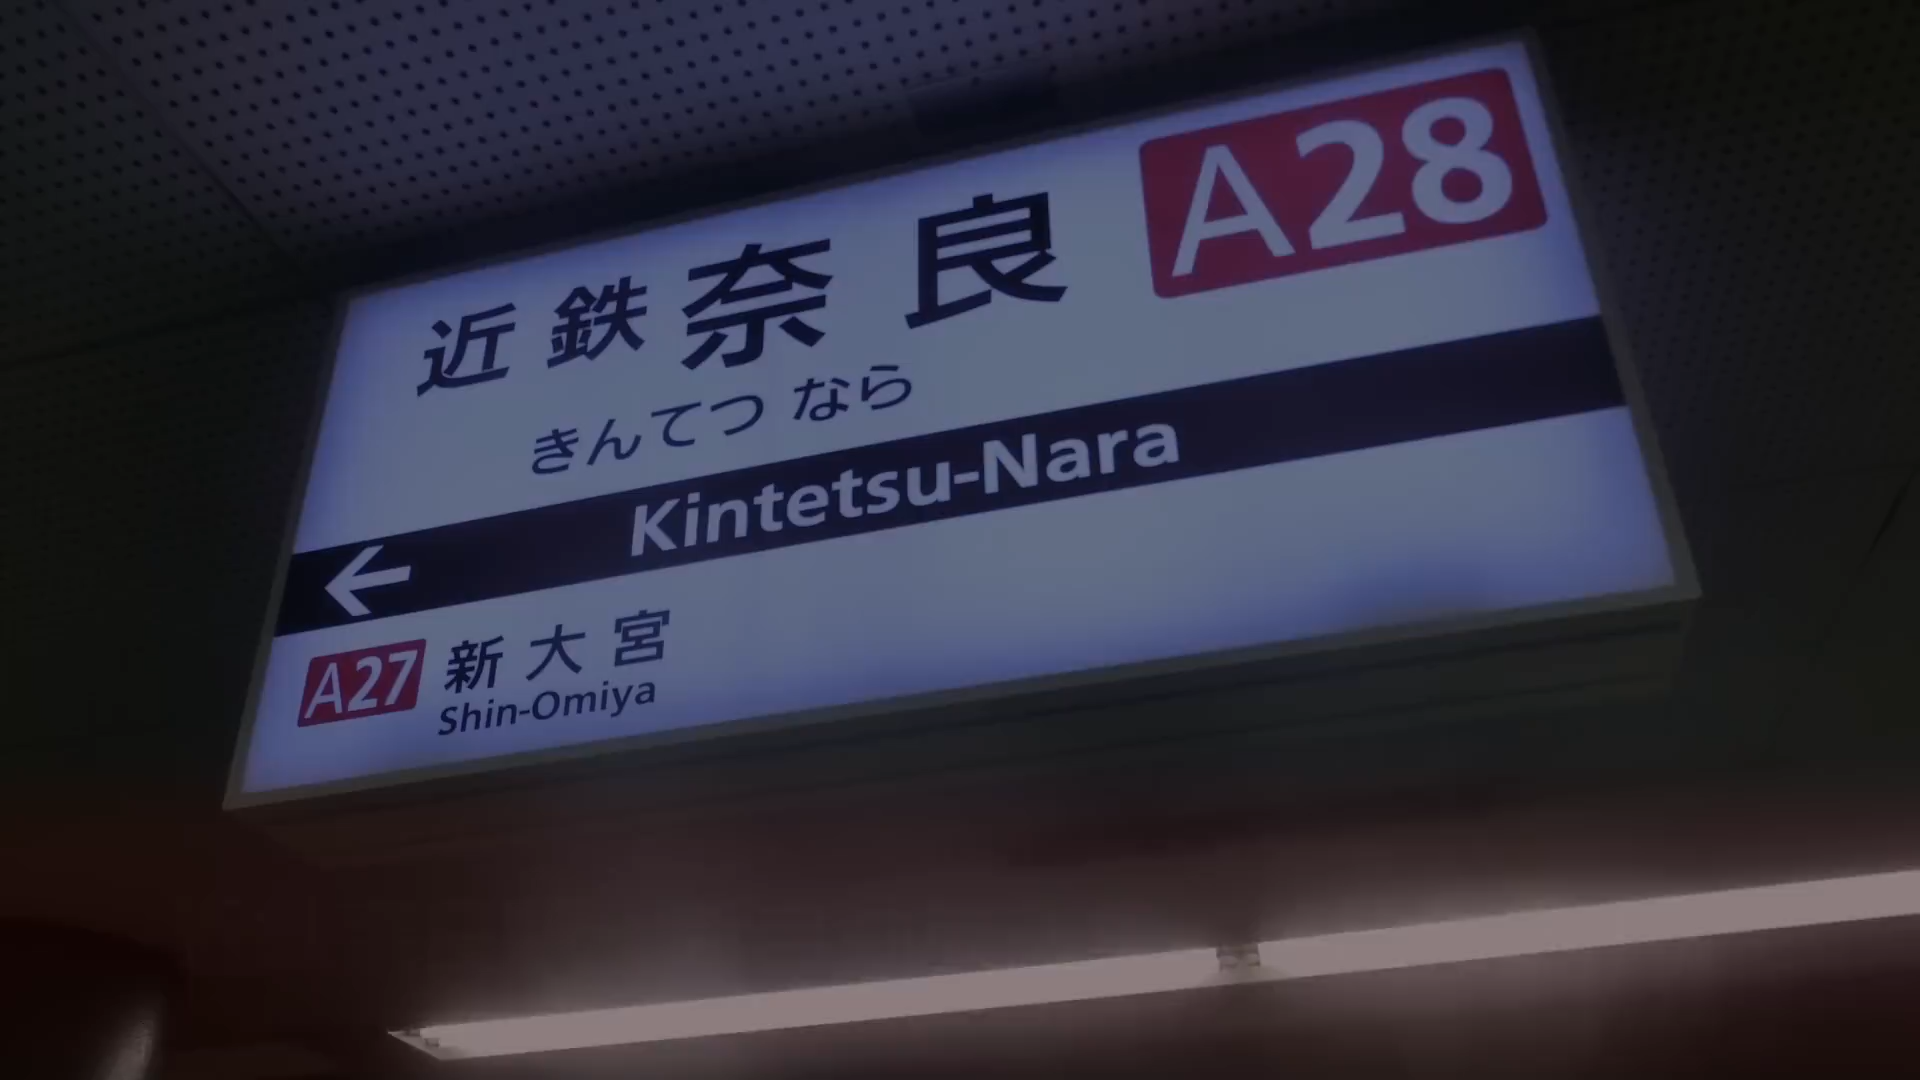 近鉄奈良 A28
きんてつ なら
Kintetsu-Nara
←
A27 新大宮
Shin-Omiya